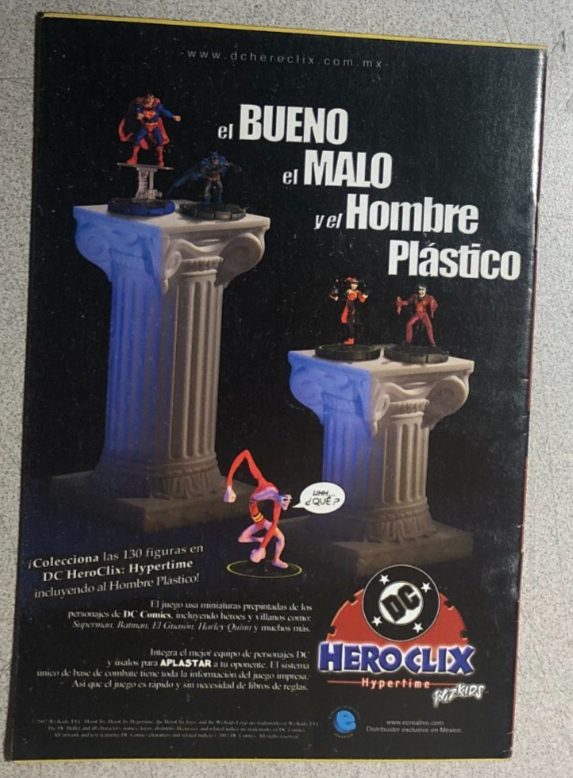 -www.dcheroclix.com.mx-
el BUENO
el MALO
y el Hombre
Plástico
UHH...
¿QUÉ?
¡Colecciona las 130 figuras en
DC HeroClix: Hypertime
incluyendo al Hombre Plástico!
El juego usa miniaturas prepintadas de los
personajes de DC Comics, incluyendo héroes y villanos como:
Superman, Batman, El Guasón, Harley Quinn y muchos más.
Integra el mejor equipo de personajes DC
y úsalos para APLASTAR a tu oponente. El sistema
único de base de combate tiene toda la información del juego impresa.
Así que el juego es rápido y sin necesidad de libros de reglas.
DC
HEROCLIX
Hypertime
WIZKIDS
e
www.ecreative.com
Distribuidor exclusivo en México.